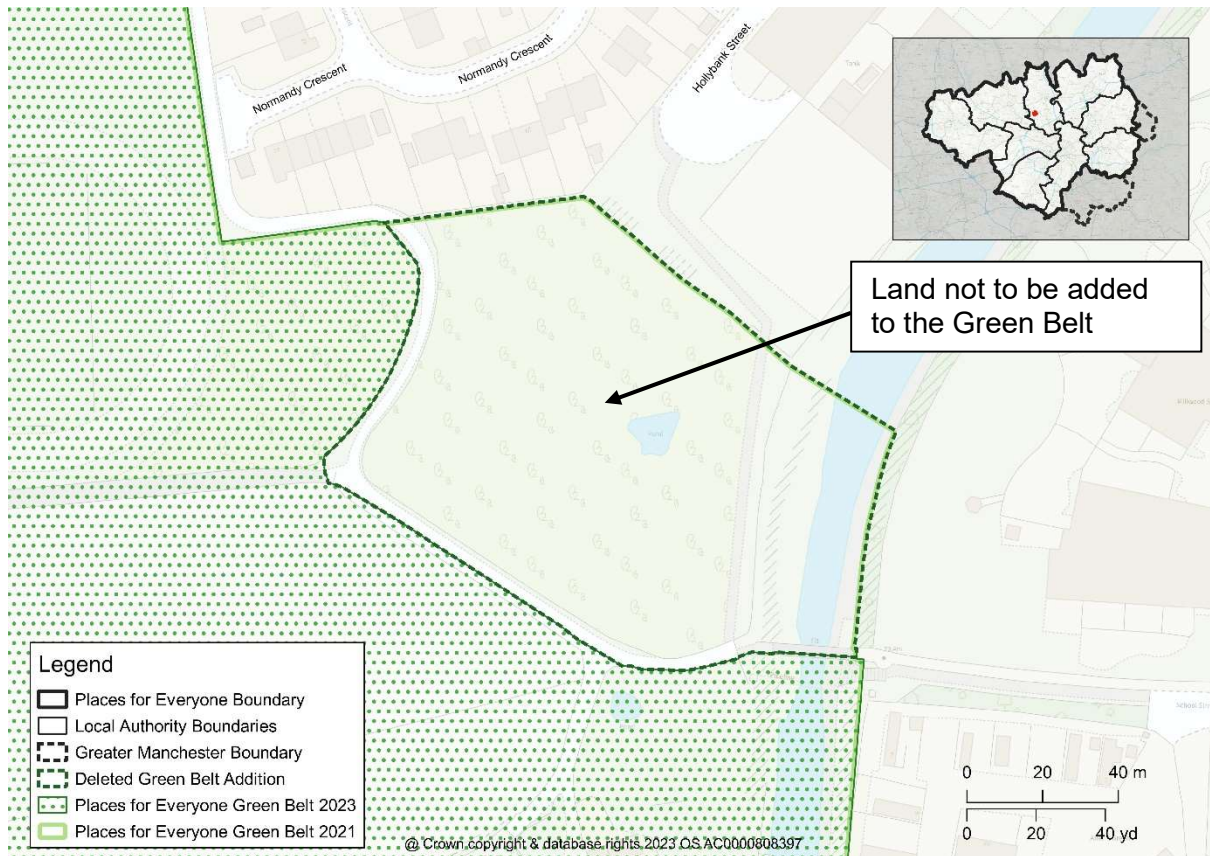 Normandy Crescent
Normandy Crescent
Hollybank Street
Tank
Land not to be added
to the Green Belt
Pond
Legend
Places for Everyone Boundary
Local Authority Boundaries
Greater Manchester Boundary
Deleted Green Belt Addition
Places for Everyone Green Belt 2023
Places for Everyone Green Belt 2021
0 20 40 m
0 20 40 yd
@ Crown copyright & database rights 2023 OS AC0000808397